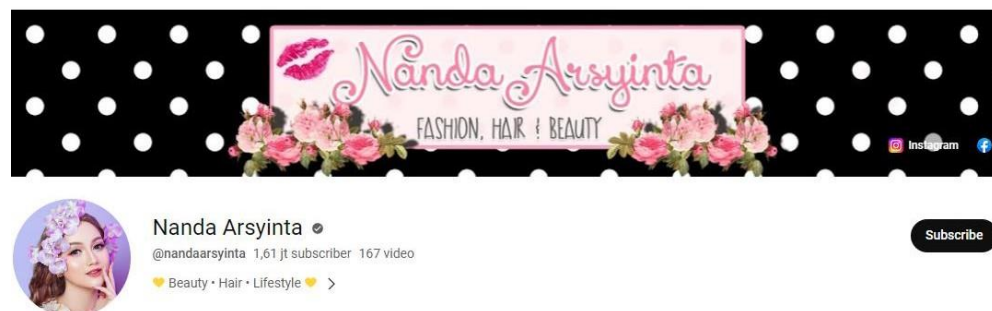 Nanda Arsyinta
FASHION, HAIR & BEAUTY
Instagram
Nanda Arsyinta
@nandaarsyinta 1,61 jt subscriber 167 video
Subscribe
💛 Beauty • Hair • Lifestyle 💛 >